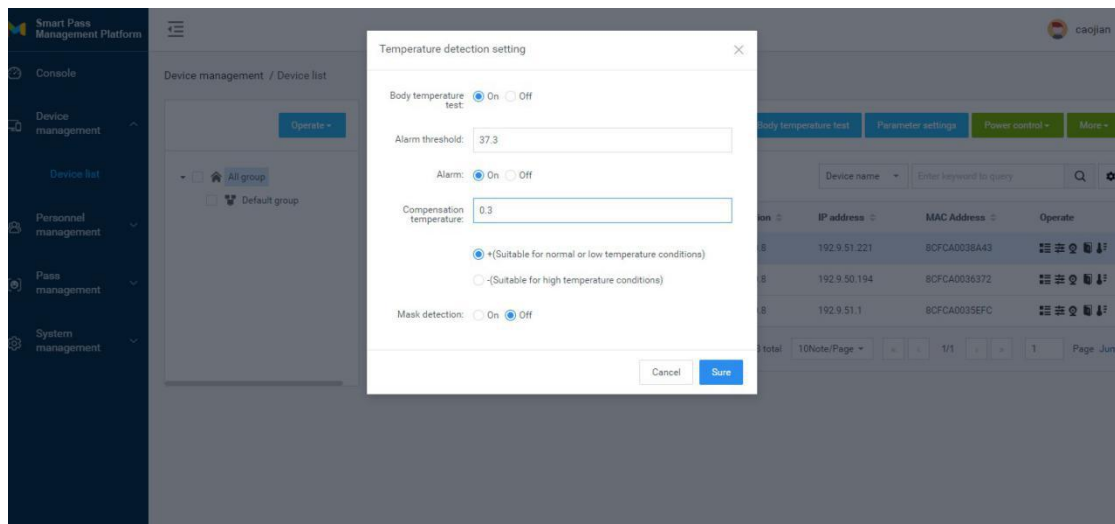 Smart Pass
Management Platform
caojian
Console
Device management / Device list
Device
management
Device list
Personnel
management
Pass
management
System
management
Operate
All group
Default group
Temperature detection setting
Body temperature
test:
On
Off
Alarm threshold:
37.3
Alarm:
On
Off
Compensation
temperature:
0.3
+(Suitable for normal or low temperature conditions)
-(Suitable for high temperature conditions)
Mask detection:
On
Off
Cancel
Sure
Body temperature test
Parameter settings
Power control
More
Device name
Enter keyword to query
IP address
MAC Address
Operate
192.9.51.221
8CFCA0038A43
192.9.50.194
8CFCA0036372
192.9.51.1
8CFCA0035EFC
total
10Note/Page
1/1
1
Page